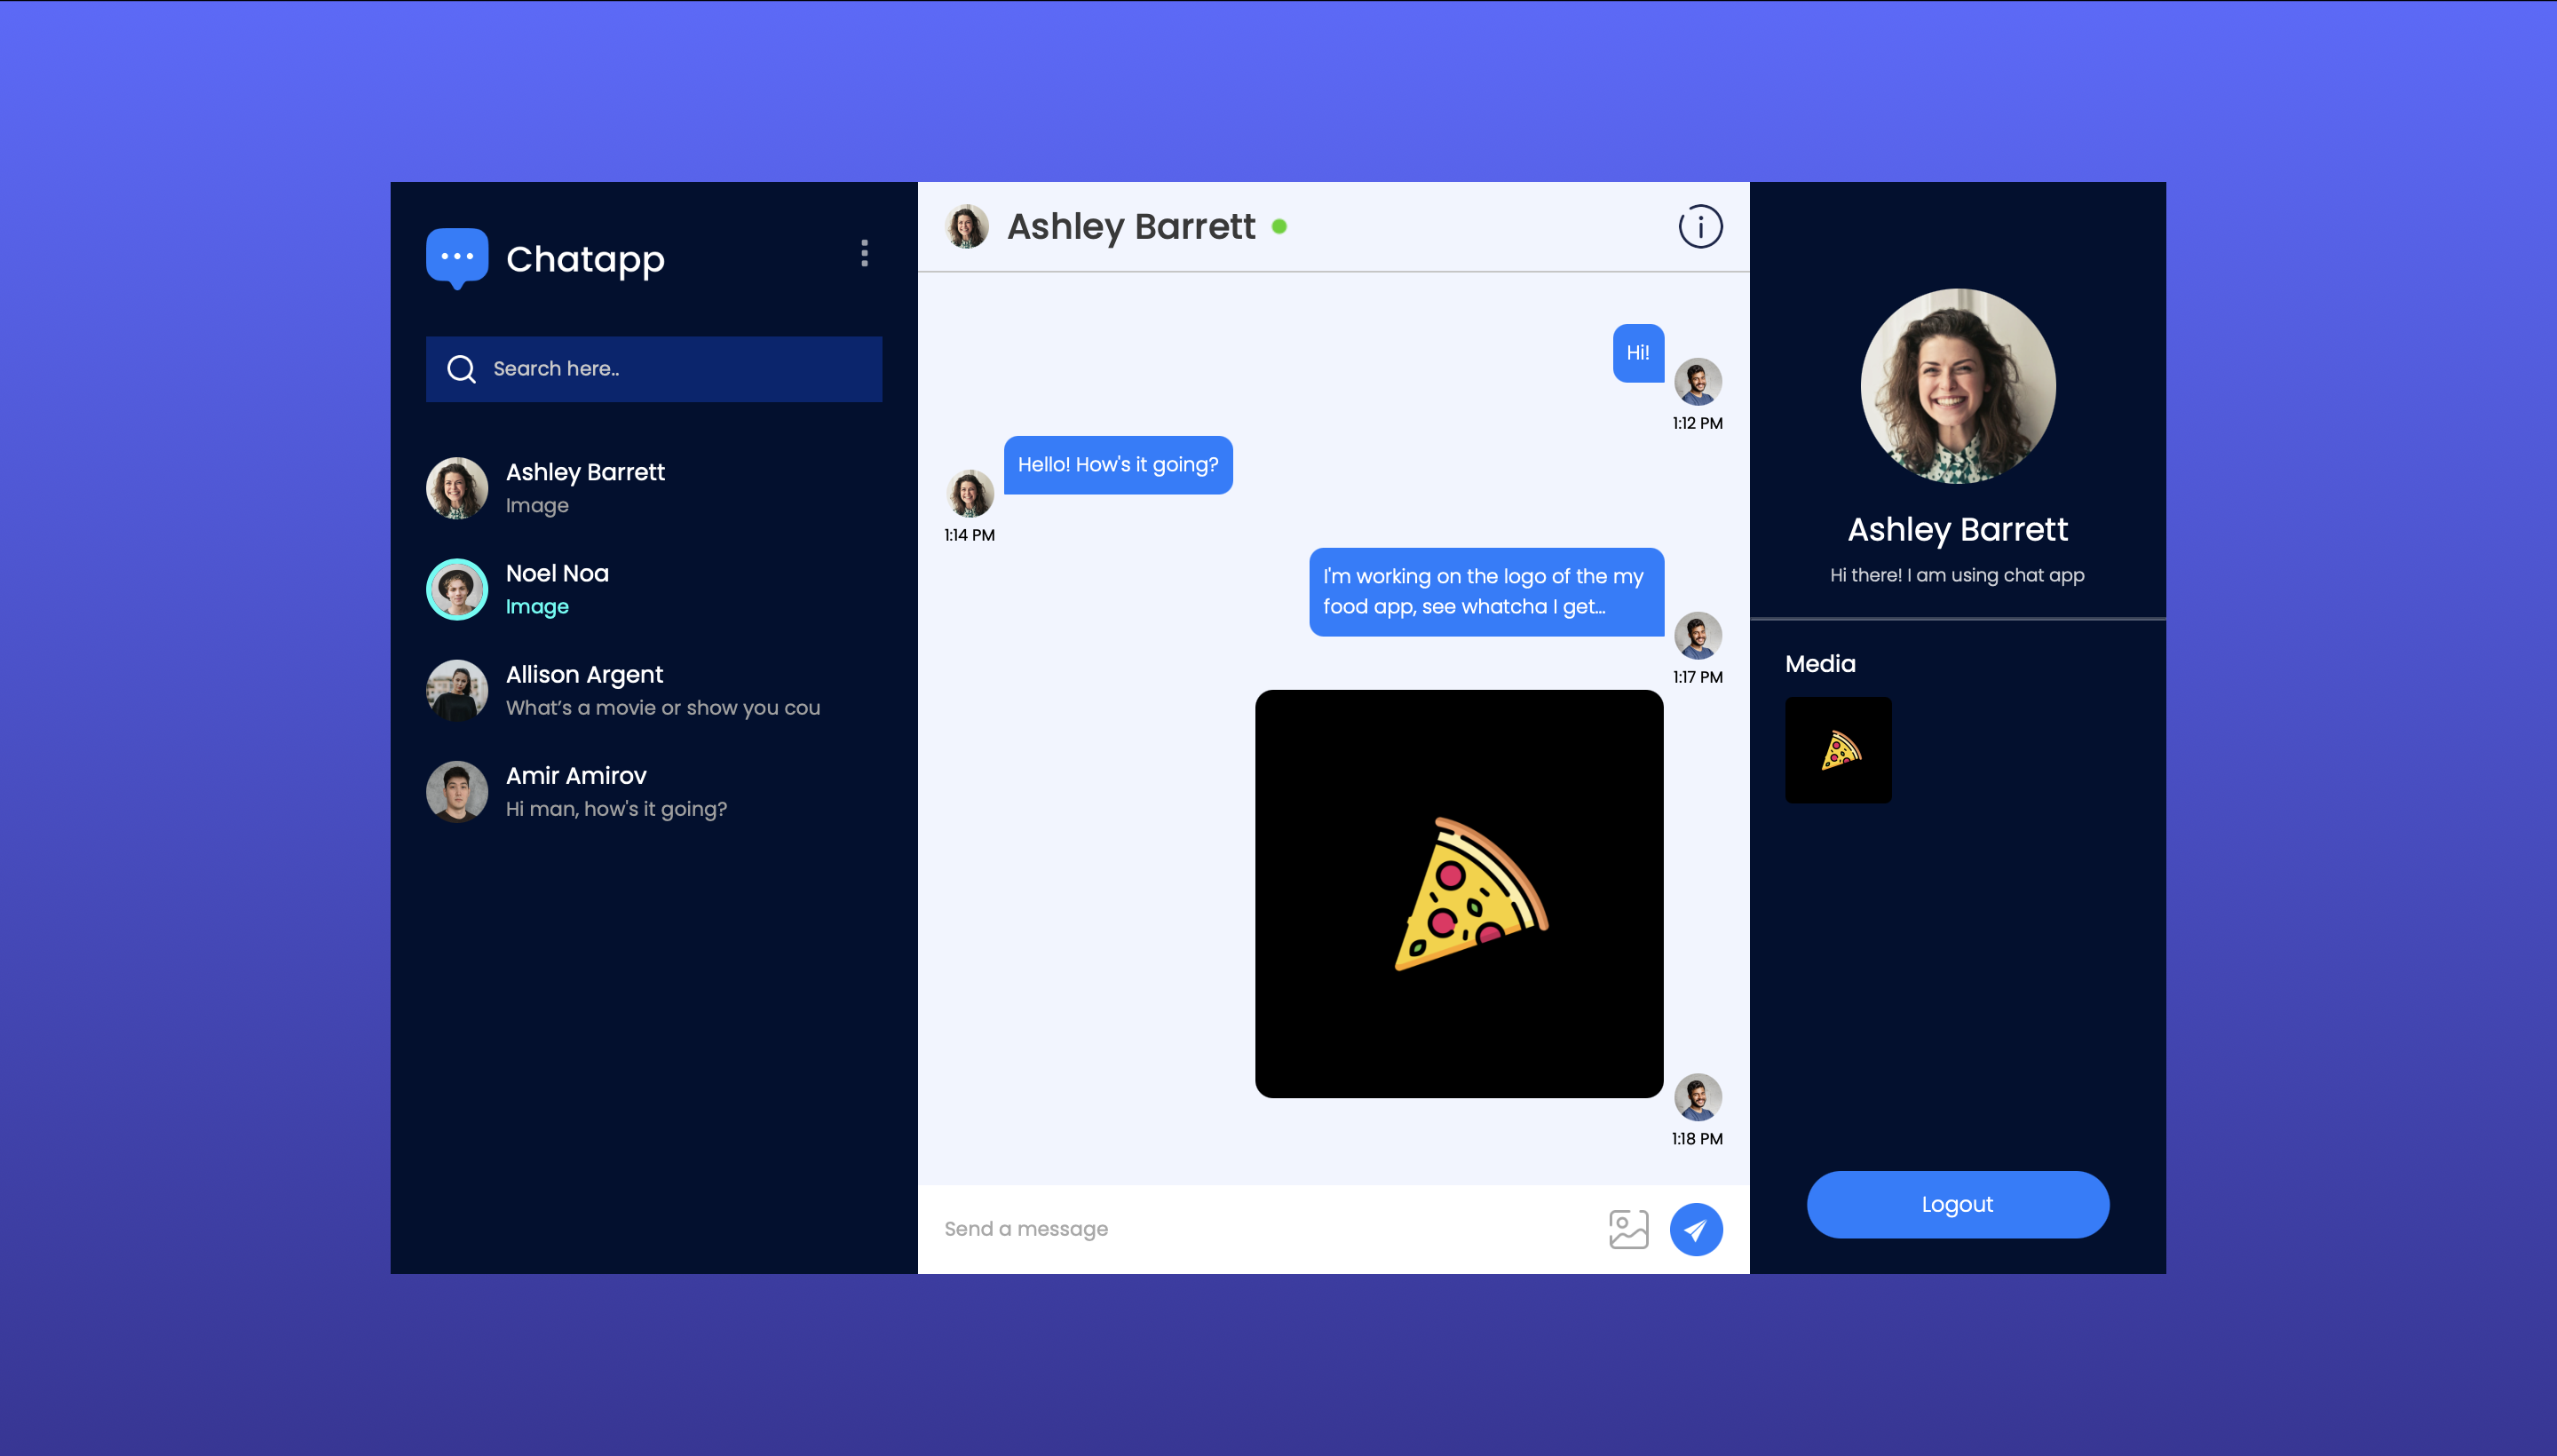 Chatapp
Search here..
Ashley Barrett
Image
Noel Noa
Image
Allison Argent
What’s a movie or show you cou
Amir Amirov
Hi man, how's it going?
Ashley Barrett
Hi!
1:12 PM
Hello! How's it going?
1:14 PM
I'm working on the logo of the my
food app, see whatcha I get...
1:17 PM
1:18 PM
Send a message
Ashley Barrett
Hi there! I am using chat app
Media
Logout